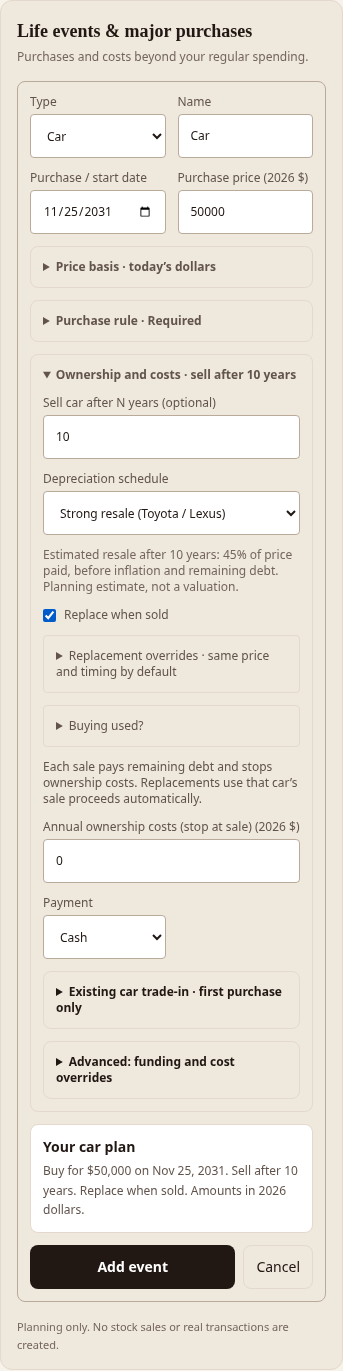 Life events & major purchases
Purchases and costs beyond your regular spending.
Type
Name
Car
Car
Purchase / start date
Purchase price (2026 $)
11/25/2031
50000
Price basis · today's dollars
Purchase rule · Required
Ownership and costs · sell after 10 years
Sell car after N years (optional)
10
Depreciation schedule
Strong resale (Toyota / Lexus)
Estimated resale after 10 years: 45% of price
paid, before inflation and remaining debt.
Planning estimate, not a valuation.
Replace when sold
Replacement overrides · same price
and timing by default
Buying used?
Each sale pays remaining debt and stops
ownership costs. Replacements use that car’s
sale proceeds automatically.
Annual ownership costs (stop at sale) (2026 $)
0
Payment
Cash
Existing car trade-in · first purchase
only
Advanced: funding and cost
overrides
Your car plan
Buy for $50,000 on Nov 25, 2031. Sell after 10
years. Replace when sold. Amounts in 2026
dollars.
Add event
Cancel
Planning only. No stock sales or real transactions are
created.